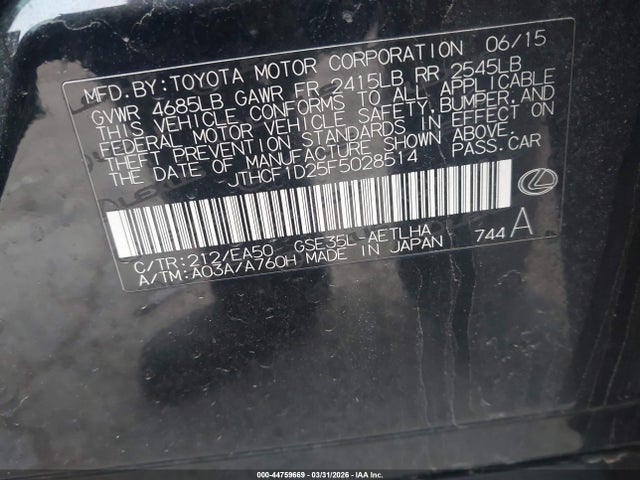 MFD. BY: TOYOTA MOTOR CORPORATION 06/15
GVWR 4685LB GAWR FR 2415LB RR 2545LB
THIS VEHICLE CONFORMS TO ALL APPLICABLE
FEDERAL MOTOR VEHICLE SAFETY, BUMPER, AND
THEFT PREVENTION STANDARDS IN EFFECT ON
THE DATE OF MANUFACTURE SHOWN ABOVE.
JTHCF1D25F5028514 PASS. CAR
C/TR: 212/EA50 GSE35L-AETLHA
A/TM: A03A/A760H MADE IN JAPAN 744 A
000-44759669 | 03/31/2026 - IAA Inc.